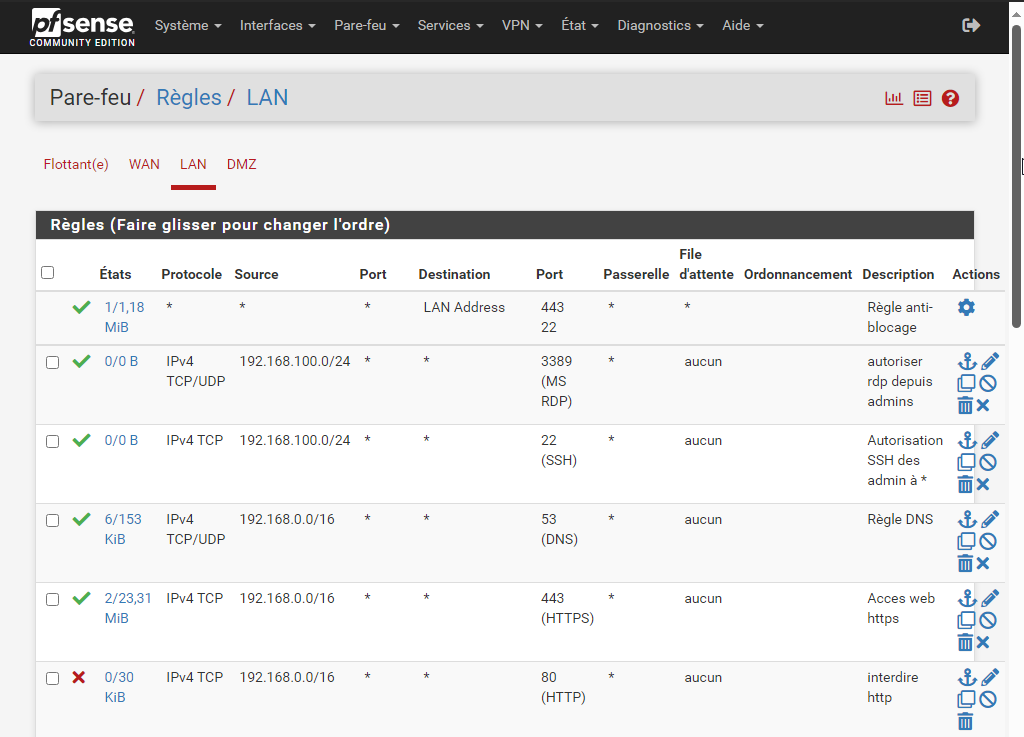 pfsense
COMMUNITY EDITION
Système Interfaces Pare-feu Services VPN État Diagnostics Aide
Pare-feu / Règles / LAN
Flottant(e) WAN LAN DMZ
Règles (Faire glisser pour changer l'ordre)
États Protocole Source Port Destination Port Passerelle File d'attente Ordonnancement Description Actions
1/1,18 * * * LAN Address 443 * * Règle anti-
MiB 22 blocage
0/0 B IPv4 192.168.100.0/24 * * 3389 * aucun autoriser
TCP/UDP (MS rdp depuis
RDP) admins
0/0 B IPv4 TCP 192.168.100.0/24 * * 22 * aucun Autorisation
(SSH) SSH des
admin à *
6/153 IPv4 192.168.0.0/16 * * 53 * aucun Règle DNS
KiB TCP/UDP (DNS)
2/23,31 IPv4 TCP 192.168.0.0/16 * * 443 * aucun Acces web
MiB (HTTPS) https
0/30 IPv4 TCP 192.168.0.0/16 * * 80 * aucun interdire
KiB (HTTP) http